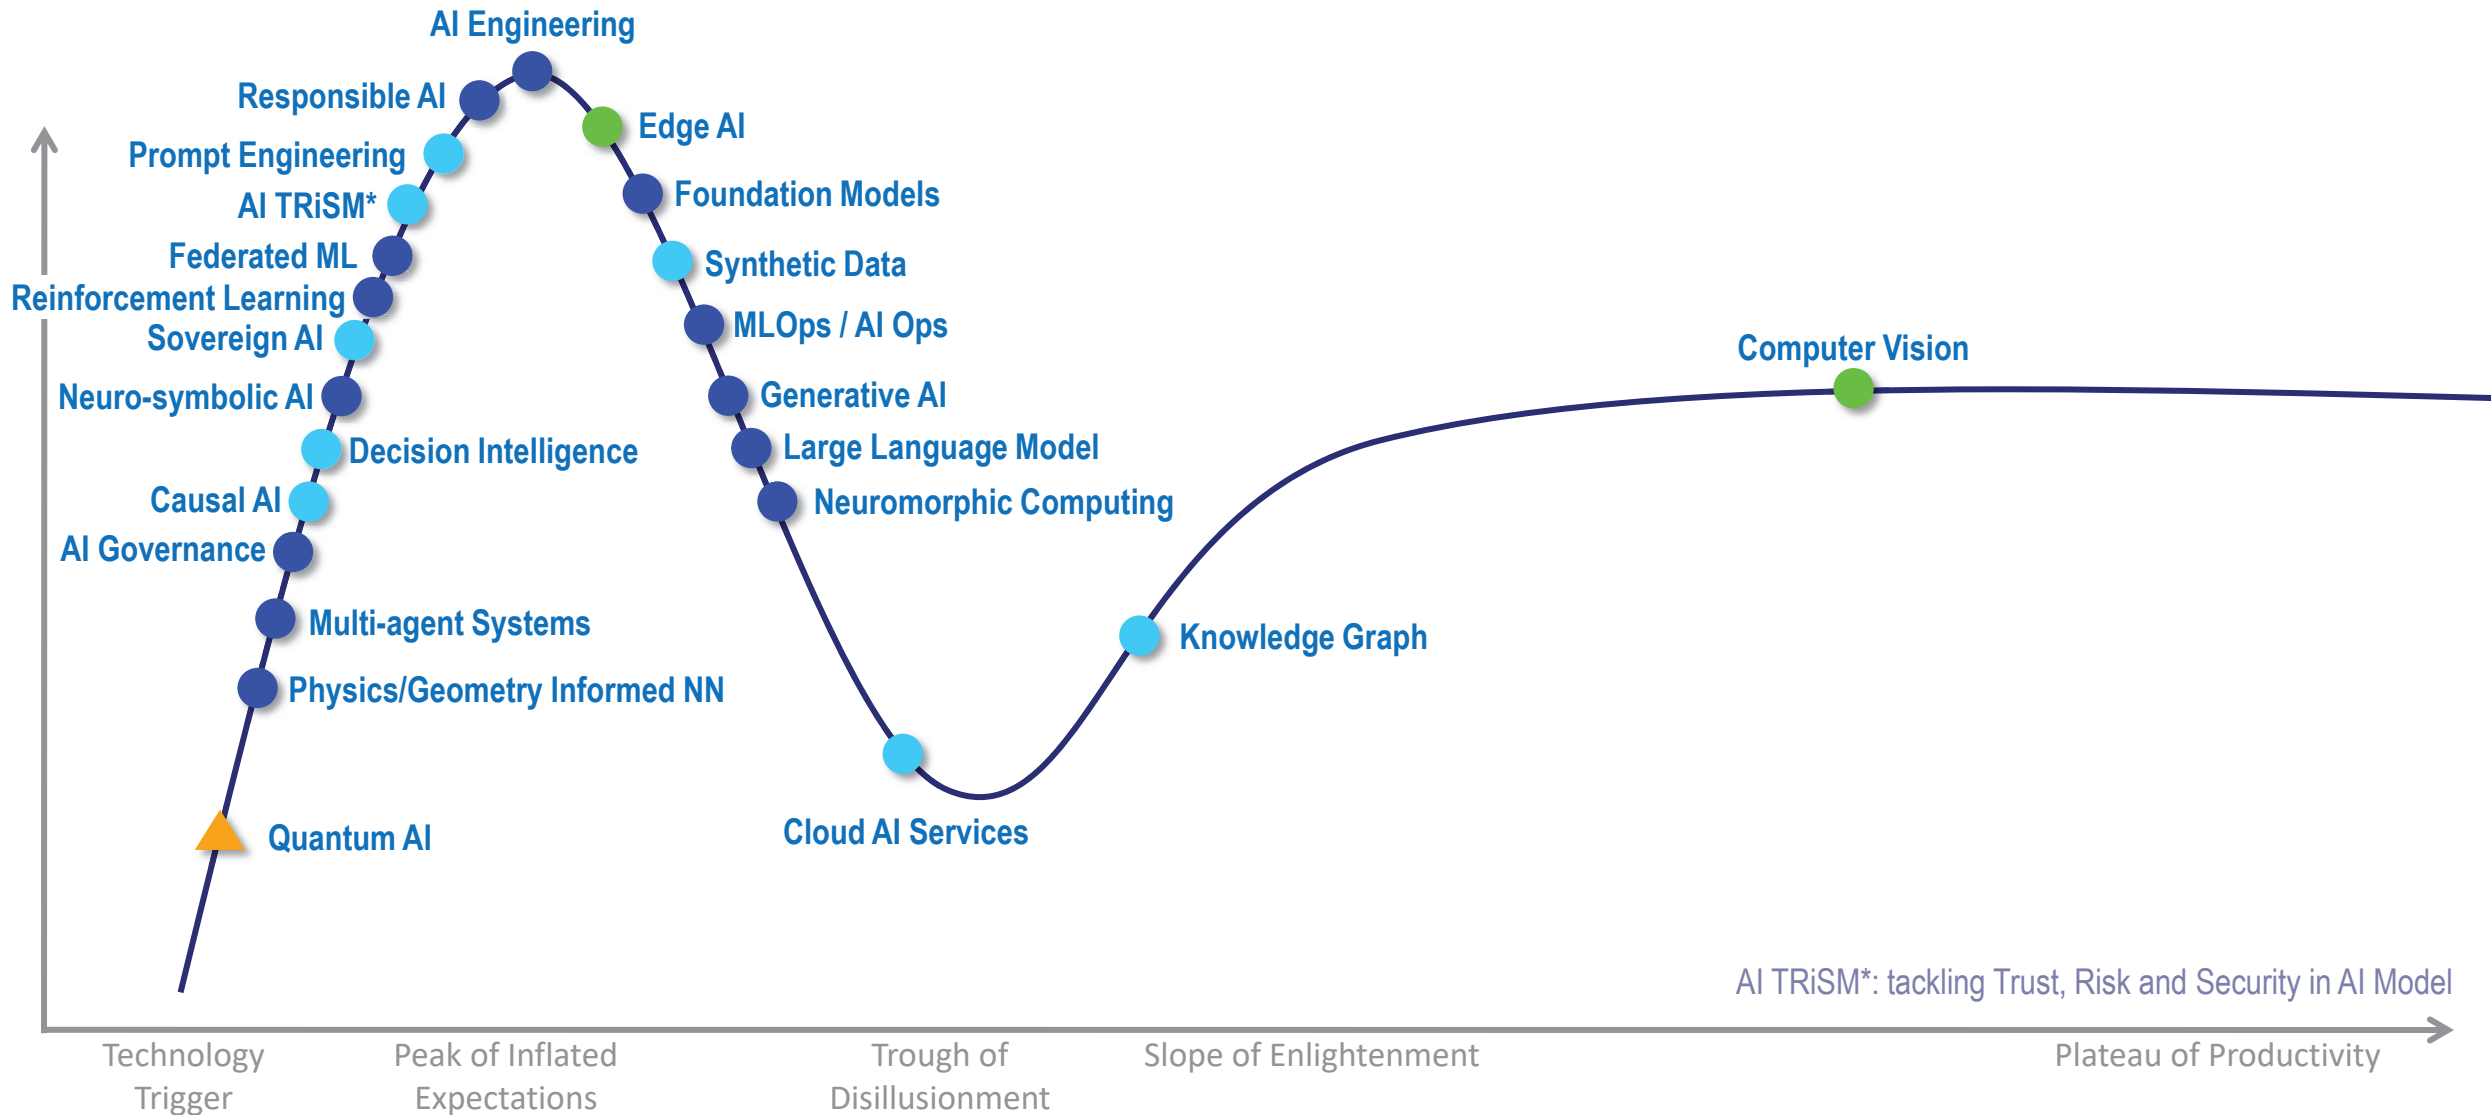 AI Engineering
Responsible AI
Edge AI
Prompt Engineering
Foundation Models
AI TRiSM*
Federated ML
Synthetic Data
Reinforcement Learning
MLOps / AI Ops
Sovereign AI
Computer Vision
Neuro-symbolic AI
Generative AI
Decision Intelligence
Large Language Model
Causal AI
Neuromorphic Computing
AI Governance
Multi-agent Systems
Knowledge Graph
Physics/Geometry Informed NN
Quantum AI
Cloud AI Services
AI TRiSM*: tackling Trust, Risk and Security in AI Model
Technology
Trigger
Peak of Inflated
Expectations
Trough of
Disillusionment
Slope of Enlightenment
Plateau of Productivity